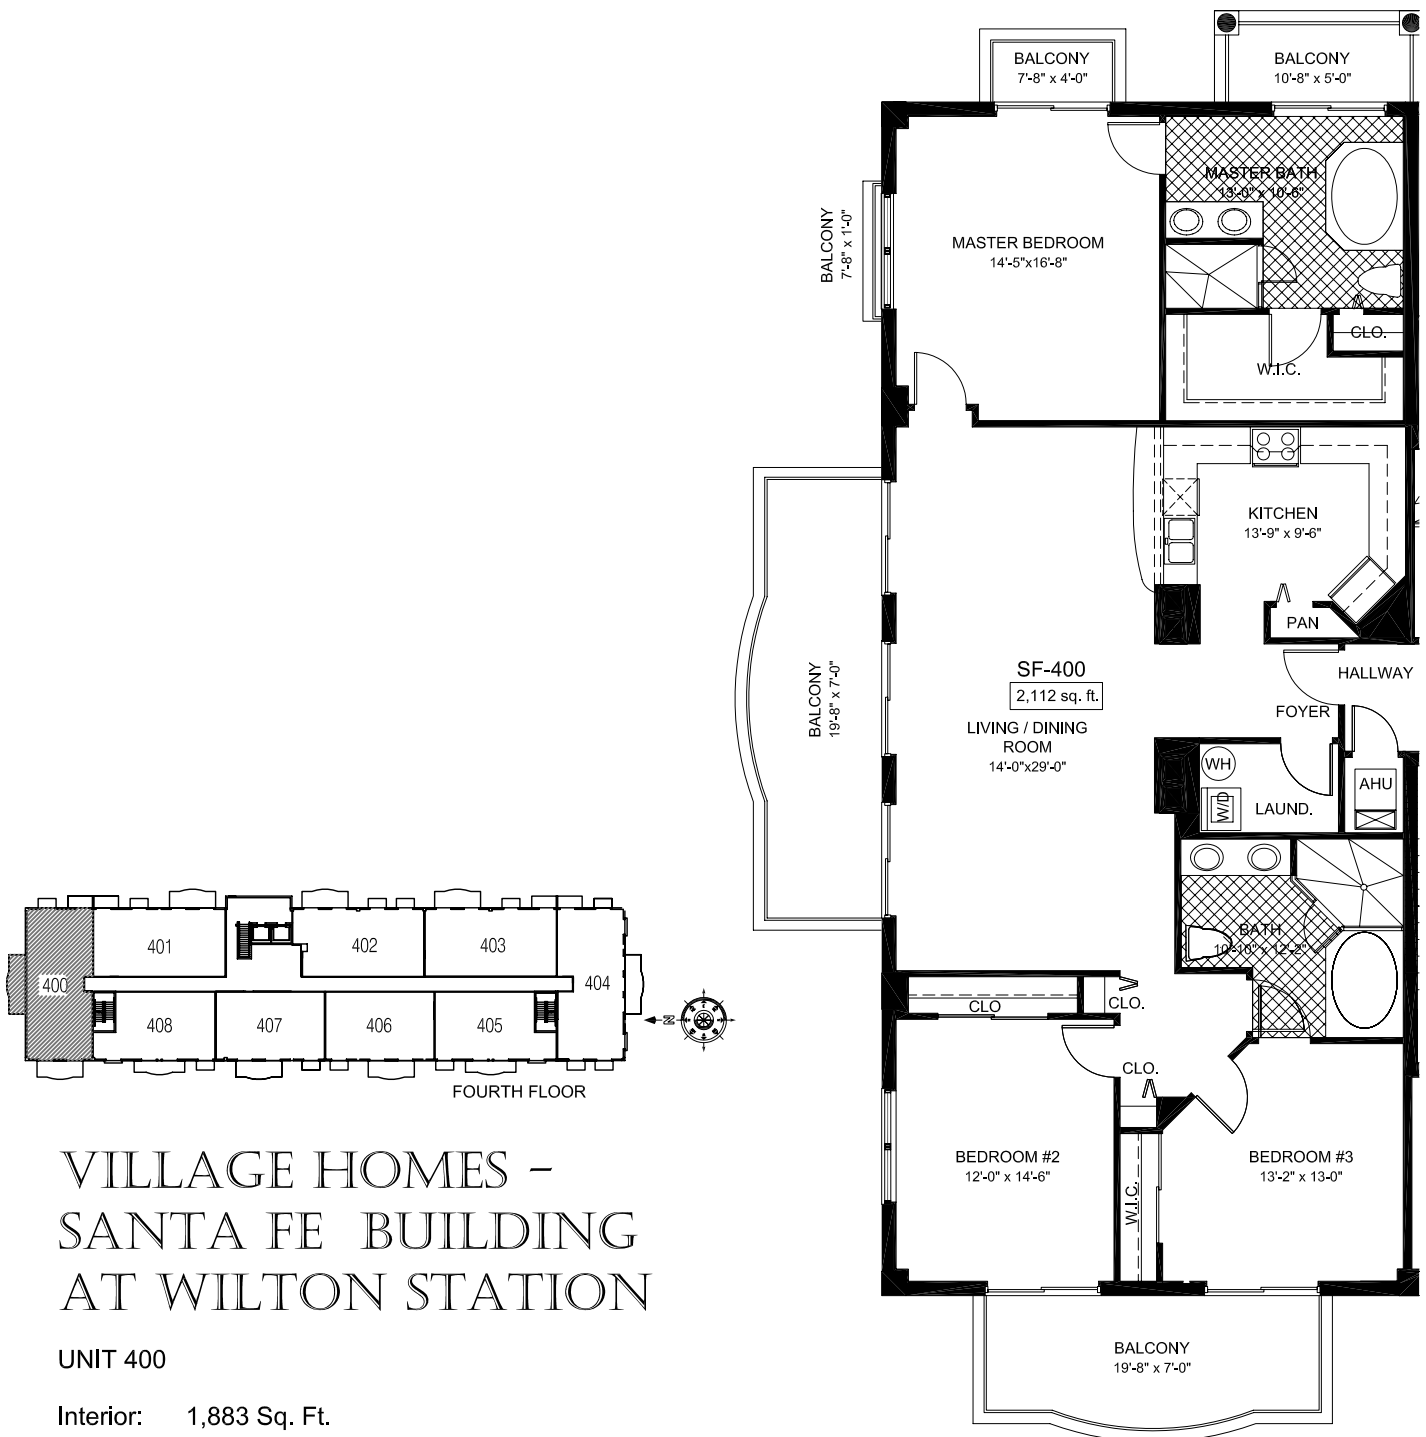 BALCONY
7'-8" x 4'-0"
BALCONY
10'-8" x 5'-0"
MASTER BATH
13'-0" x 10'-6"
BALCONY
7'-8" x 1'-0"
MASTER BEDROOM
14'-5"x16'-8"
CLO.
W.I.C.
KITCHEN
13'-9" x 9'-6"
PAN
HALLWAY
SF-400
2,112 sq. ft.
FOYER
LIVING / DINING
ROOM
14'-0"x29'-0"
BALCONY
19'-8" x 7'-0"
WH
W/D
LAUND.
AHU
BATH
10'-10" x 12'-2"
CLO
CLO.
CLO.
BEDROOM #2
12'-0" x 14'-6"
W.I.C.
BEDROOM #3
13'-2" x 13'-0"
BALCONY
19'-8" x 7'-0"
400
401
402
403
404
408
407
406
405
N
FOURTH FLOOR
VILLAGE HOMES -
SANTA FE BUILDING
AT WILTON STATION
UNIT 400
Interior: 1,883 Sq. Ft.